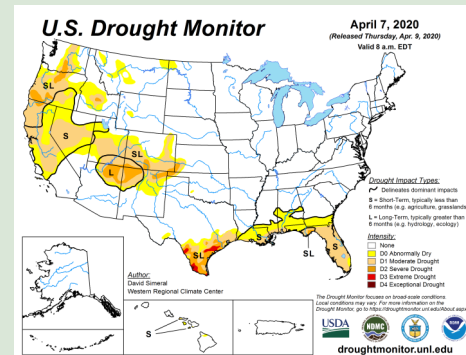 U.S. Drought Monitor
April 7, 2020
(Released Thursday, Apr. 9, 2020)
Valid 8 a.m. EDT
SL
S
SL
L
SL
S
S
S
S
SL
S
Drought Impact Types:
Delineates dominant impacts
S = Short-Term, typically less than
6 months (e.g. agriculture, grasslands
L = Long-Term, typically greater than
6 months (e.g. hydrology, ecology)
Intensity:
None
D0 Abnormally Dry
D1 Moderate Drought
D2 Severe Drought
D3 Extreme Drought
D4 Exceptional Drought
Author:
David Simeral
Western Regional Climate Center
The Drought Monitor focuses on broad-scale conditions
Local conditions may vary. For more information on the
Drought Monitor, go to https://droughtmonitor.unl.edu/About.aspx
USDA
NDMC
NOAA
droughtmonitor.unl.edu